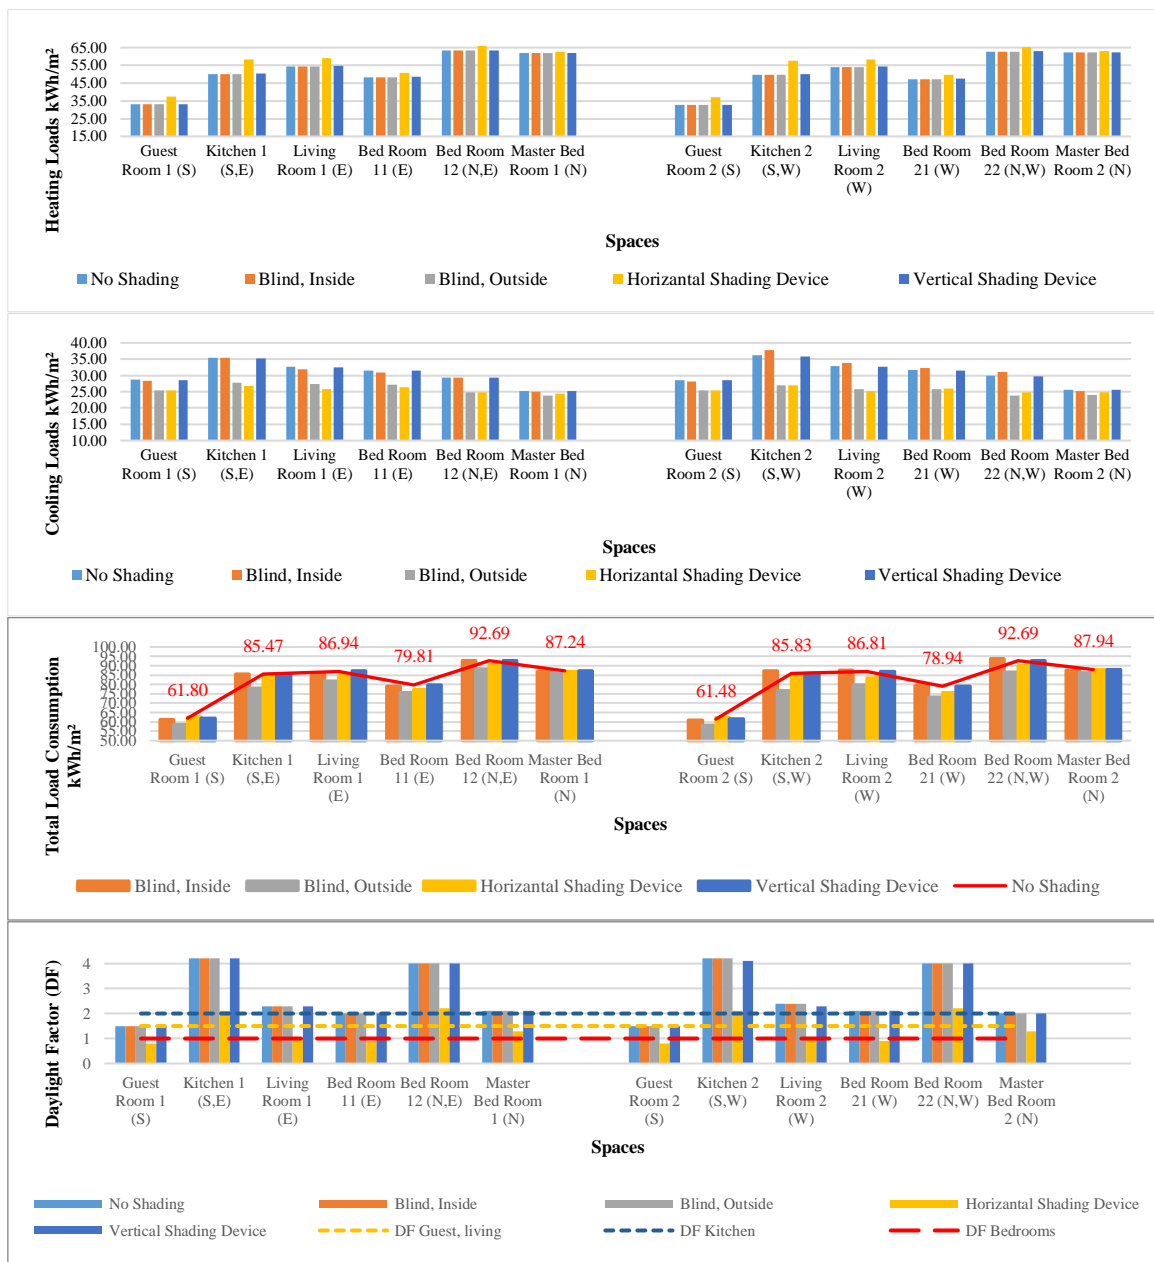 Heating Loads kWh/m²
65.00
55.00
45.00
35.00
25.00
15.00
Guest Room 1 (S)
Kitchen 1 (S,E)
Living Room 1 (E)
Bed Room 11 (E)
Bed Room 12 (N,E)
Master Bed Room 1 (N)
Guest Room 2 (S)
Kitchen 2 (S,W)
Living Room 2 (W)
Bed Room 21 (W)
Bed Room 22 (N,W)
Master Bed Room 2 (N)
Spaces
No Shading
Blind, Inside
Blind, Outside
Horizantal Shading Device
Vertical Shading Device
Cooling Loads kWh/m²
40.00
35.00
30.00
25.00
20.00
15.00
10.00
Guest Room 1 (S)
Kitchen 1 (S,E)
Living Room 1 (E)
Bed Room 11 (E)
Bed Room 12 (N,E)
Master Bed Room 1 (N)
Guest Room 2 (S)
Kitchen 2 (S,W)
Living Room 2 (W)
Bed Room 21 (W)
Bed Room 22 (N,W)
Master Bed Room 2 (N)
Spaces
No Shading
Blind, Inside
Blind, Outside
Horizantal Shading Device
Vertical Shading Device
Total Load Consumption kWh/m²
100.00
95.00
90.00
85.00
80.00
75.00
70.00
65.00
60.00
55.00
50.00
61.80
85.47
86.94
79.81
92.69
87.24
61.48
85.83
86.81
78.94
92.69
87.94
Guest Room 1 (S)
Kitchen 1 (S,E)
Living Room 1 (E)
Bed Room 11 (E)
Bed Room 12 (N,E)
Master Bed Room 1 (N)
Guest Room 2 (S)
Kitchen 2 (S,W)
Living Room 2 (W)
Bed Room 21 (W)
Bed Room 22 (N,W)
Master Bed Room 2 (N)
Spaces
Blind, Inside
Blind, Outside
Horizantal Shading Device
Vertical Shading Device
No Shading
Daylight Factor (DF)
4
3
2
1
0
Guest Room 1 (S)
Kitchen 1 (S,E)
Living Room 1 (E)
Bed Room 11 (E)
Bed Room 12 (N,E)
Master Bed Room 1 (N)
Guest Room 2 (S)
Kitchen 2 (S,W)
Living Room 2 (W)
Bed Room 21 (W)
Bed Room 22 (N,W)
Master Bed Room 2 (N)
Spaces
No Shading
Blind, Inside
Blind, Outside
Horizantal Shading Device
Vertical Shading Device
DF Guest, living
DF Kitchen
DF Bedrooms